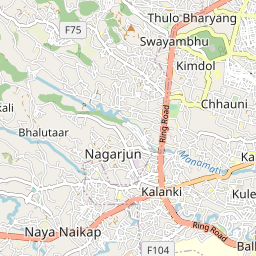 Thulo Bharyang
F75
Swayambhu
Kimdol
Chhauni
Ring Road
Bhalutaar
Nagarjun
Manamati
Kalanki
Ring Road
Naya Naikap
F104